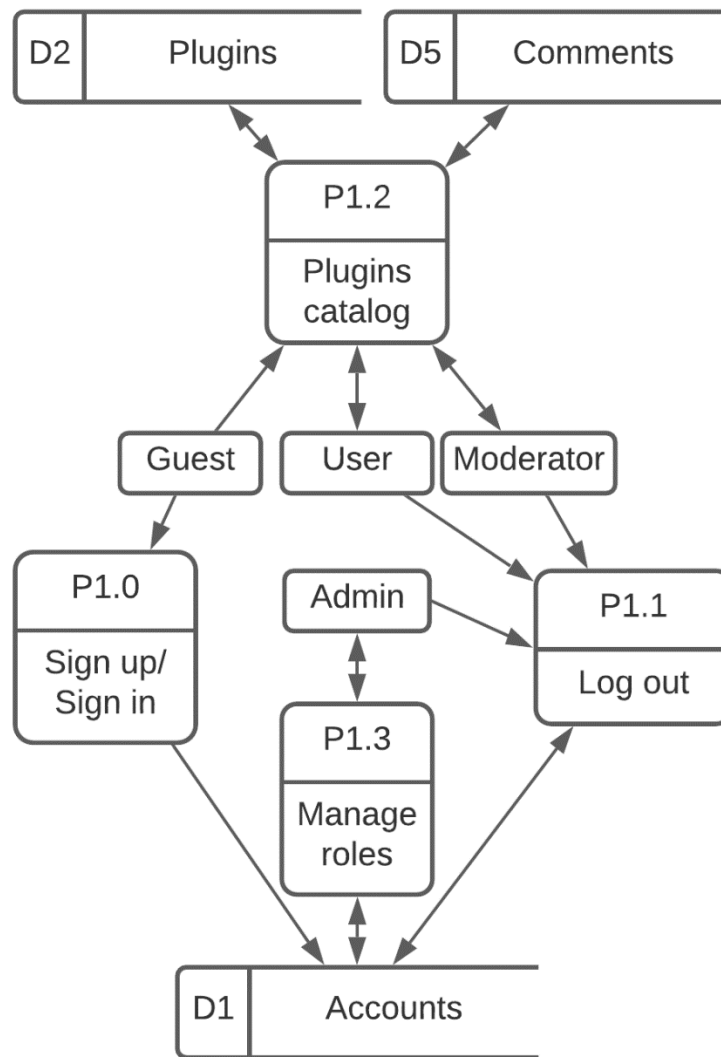 D2 Plugins
D5 Comments
P1.2
Plugins
catalog
Guest
User
Moderator
P1.0
Sign up/
Sign in
Admin
P1.1
Log out
P1.3
Manage
roles
D1 Accounts